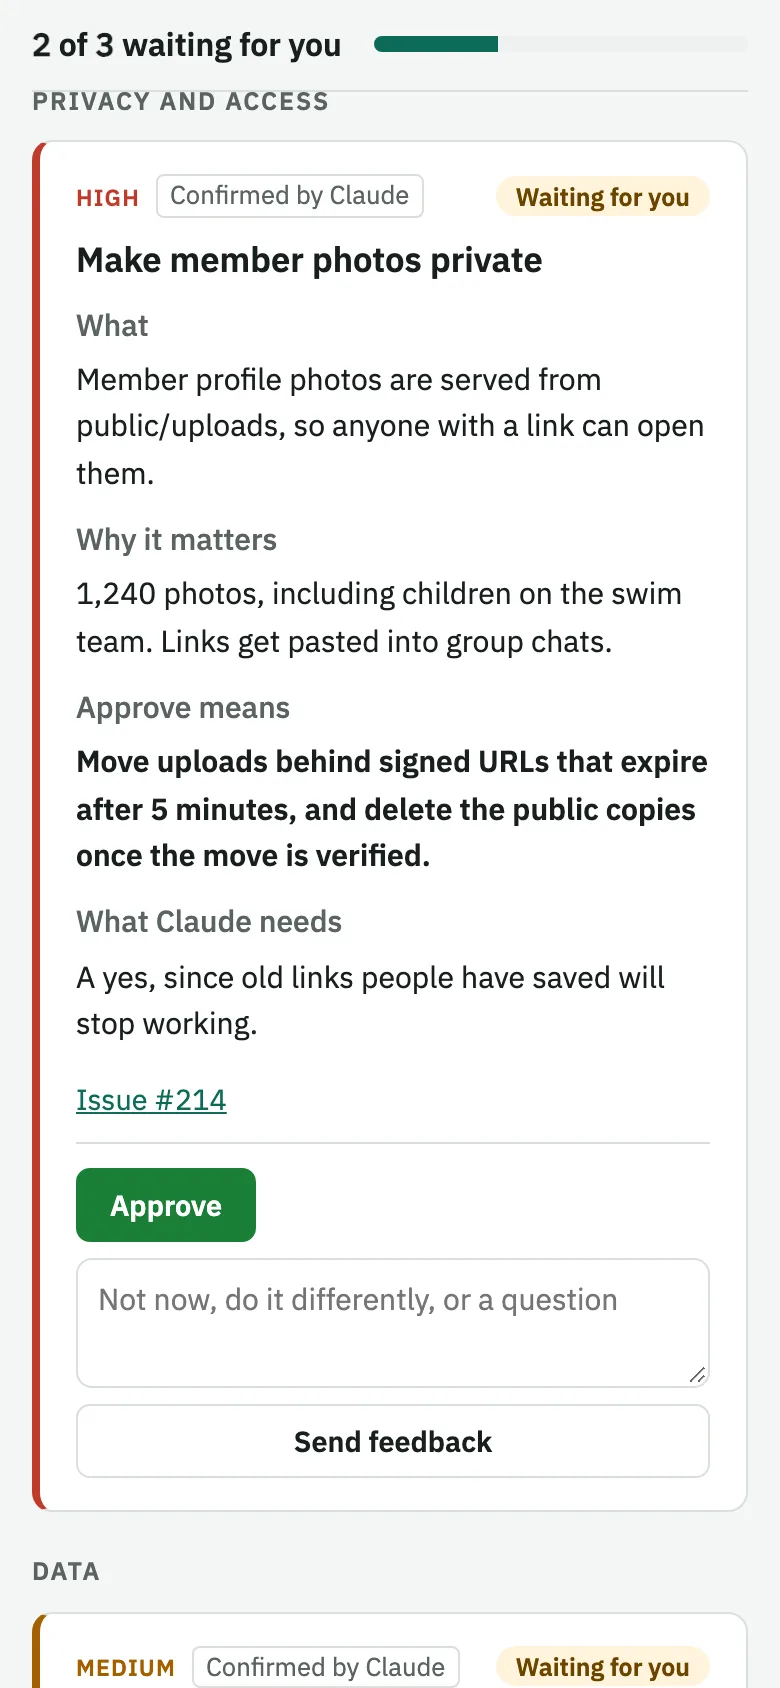 2 of 3 waiting for you
PRIVACY AND ACCESS
HIGH
Confirmed by Claude
Waiting for you
Make member photos private
What
Member profile photos are served from
public/uploads, so anyone with a link can open
them.
Why it matters
1,240 photos, including children on the swim
team. Links get pasted into group chats.
Approve means
Move uploads behind signed URLs that expire
after 5 minutes, and delete the public copies
once the move is verified.
What Claude needs
A yes, since old links people have saved will
stop working.
Issue #214
Approve
Not now, do it differently, or a question
Send feedback
DATA
MEDIUM
Confirmed by Claude
Waiting for you